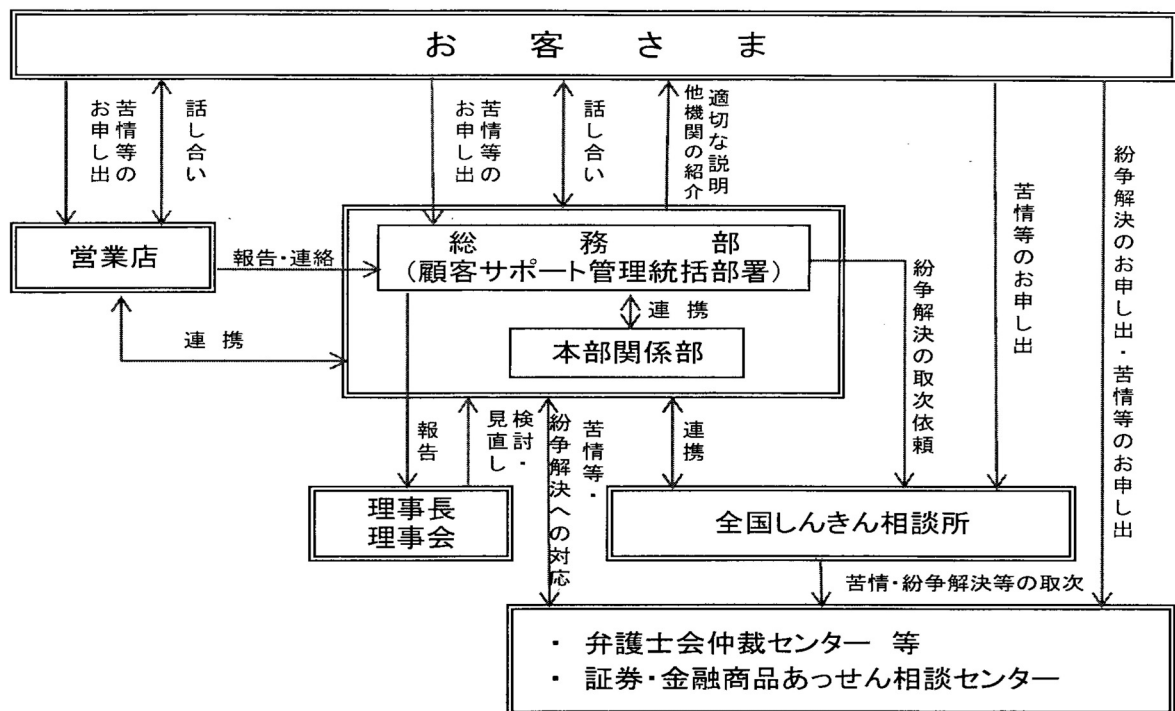 お客さま
苦情等の
お申し出
話し合い
苦情等の
お申し出
話し合い
適切な説明
他機関の紹介
苦情等のお申し出
紛争解決のお申し出・苦情等のお申し出
営業店
報告・連絡
総務部
(顧客サポート管理統括部署)
連携
本部関係部
連携
紛争解決の取次依頼
報告
検討・
見直し
苦情等・
紛争解決への対応
連携
理事長
理事会
全国しんきん相談所
苦情・紛争解決等の取次
・ 弁護士会仲裁センター 等
・ 証券・金融商品あっせん相談センター